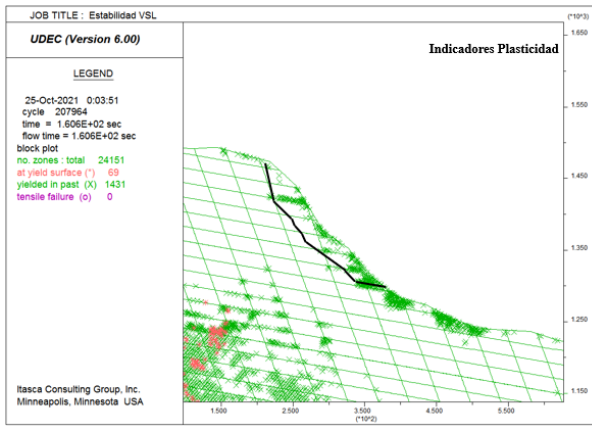 JOB TITLE : Estabilidad VSL
(*10^3)
UDEC (Version 6.00)
LEGEND
25-Oct-2021 0:03:51
cycle 207964
time = 1.606E+02 sec
flow time = 1.606E+02 sec
block plot
no. zones : total 24151
at yield surface (*) 69
yielded in past (X) 1431
tensile failure (o) 0
Itasca Consulting Group, Inc.
Minneapolis, Minnesota USA
Indicadores Plasticidad
1.650
1.550
1.450
1.350
1.250
1.150
1.500
2.500
3.500
4.500
5.500
(*10^2)